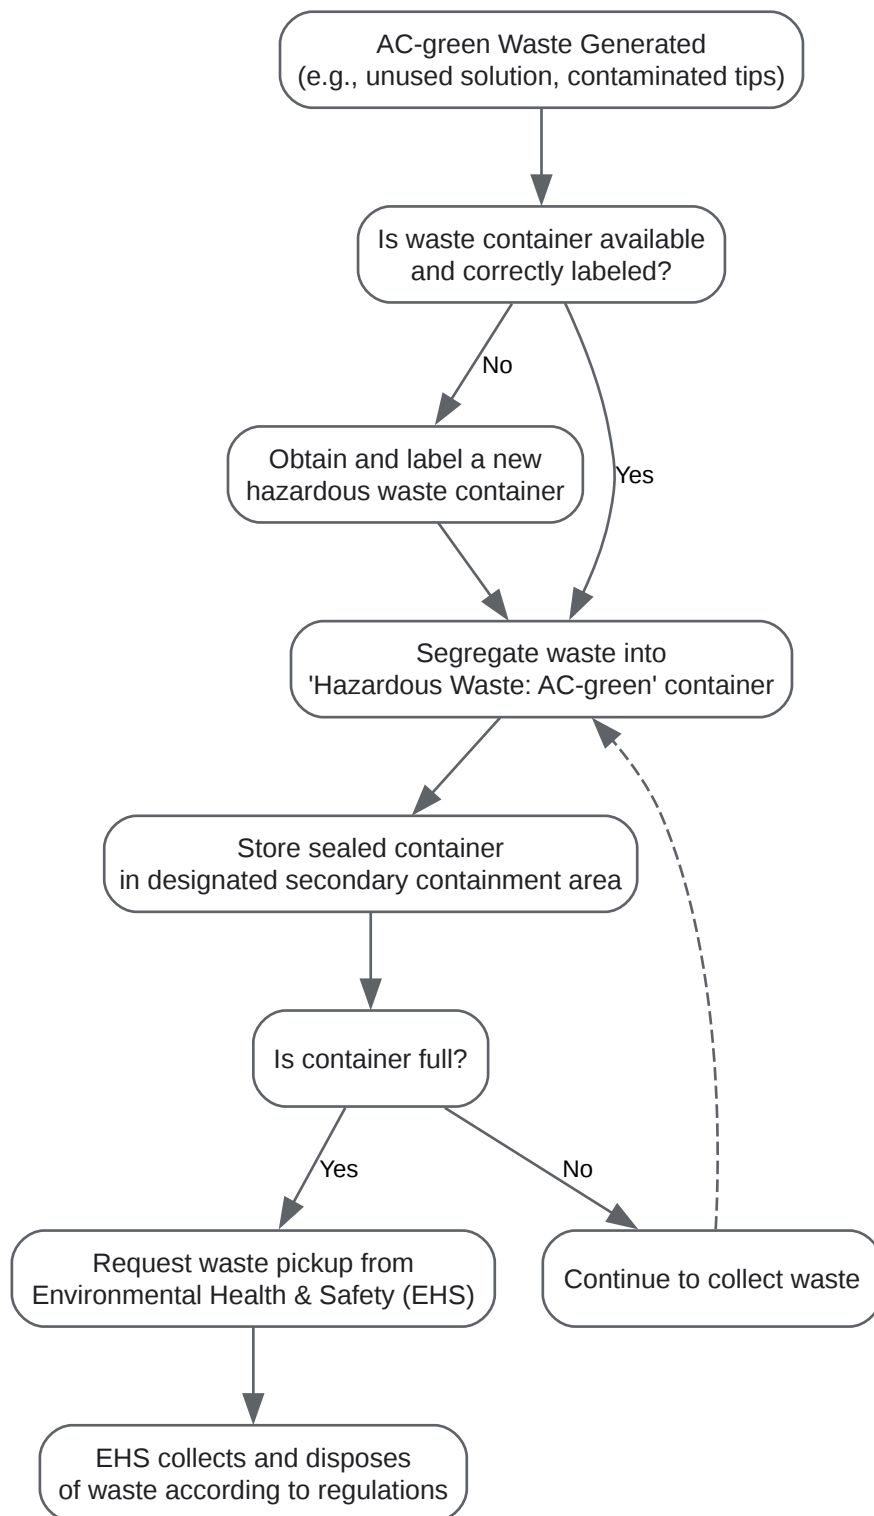 AC-green Waste Generated
(e.g., unused solution, contaminated tips)
Is waste container available
and correctly labeled?
No
Yes
Obtain and label a new
hazardous waste container
Segregate waste into
'Hazardous Waste: AC-green' container
Store sealed container
in designated secondary containment area
Is container full?
Yes
No
Request waste pickup from
Environmental Health & Safety (EHS)
Continue to collect waste
EHS collects and disposes
of waste according to regulations